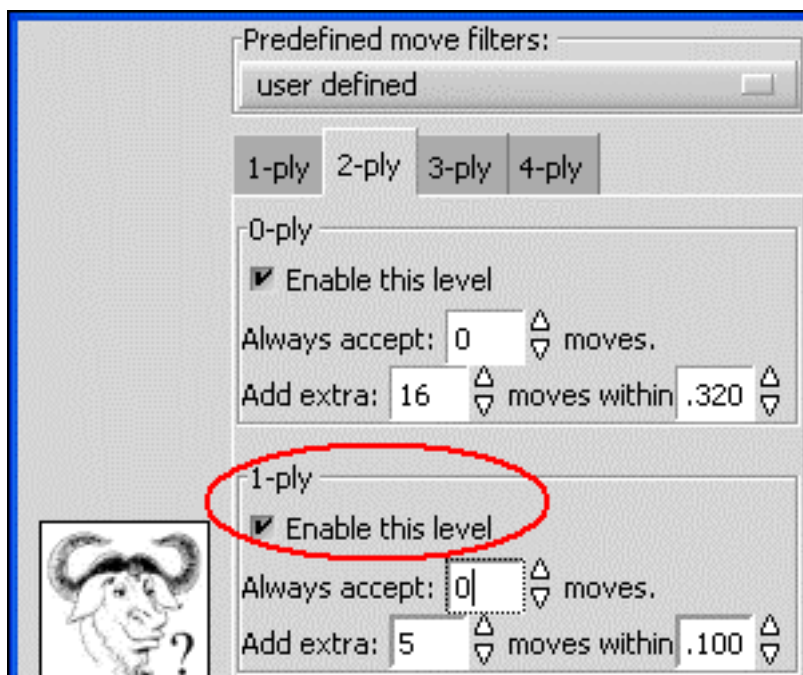 Predefined move filters:
user defined
1-ply 2-ply 3-ply 4-ply
0-ply
Enable this level
Always accept: 0 moves.
Add extra: 16 moves within .320
1-ply
Enable this level
Always accept: 0 moves.
Add extra: 5 moves within .100
?